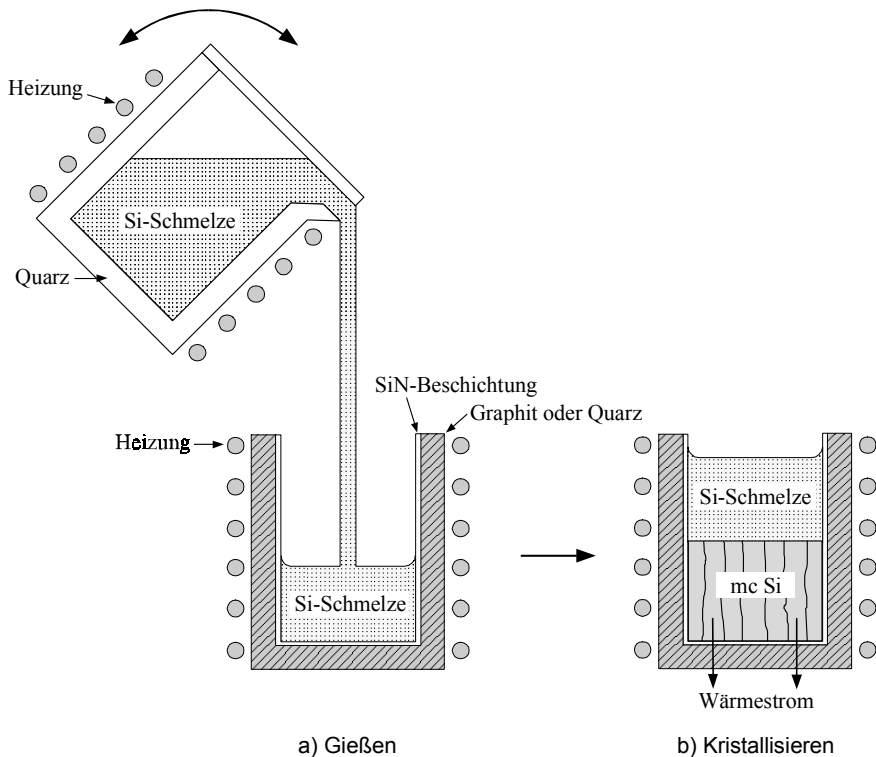 Heizung
Si-Schmelze
Quarz
SiN-Beschichtung
Graphit oder Quarz
Heizung
Si-Schmelze
Si-Schmelze
mc Si
Wärmestrom
a) Gießen
b) Kristallisieren